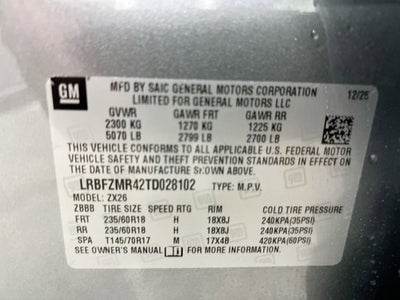 GM
MFD BY SAIC GENERAL MOTORS CORPORATION 12/25
LIMITED FOR GENERAL MOTORS LLC
GVWR GAWR FRT GAWR RR
2300 KG 1270 KG 1225 KG
5070 LB 2799 LB 2700 LB
THIS VEHICLE CONFORMS TO ALL APPLICABLE U.S. FEDERAL MOTOR
VEHICLE SAFETY, BUMPER, AND THEFT PREVENTION STANDARDS IN EFFECT ON
THE DATE OF MANUFACTURE SHOWN ABOVE.
LRBFZMR42TD028102 TYPE: M.P.V.
MODEL: ZX26
ZBBB TIRE SIZE SPEED RTG RIM COLD TIRE PRESSURE
FRT 235/60R18 H 18X8J 240KPA(35PSI)
RR 235/60R18 H 18X8J 240KPA(35PSI)
SPA T145/70R17 M 17X4B 420KPA(60PSI)
SEE OWNER'S MANUAL FOR MORE INFORMATION.